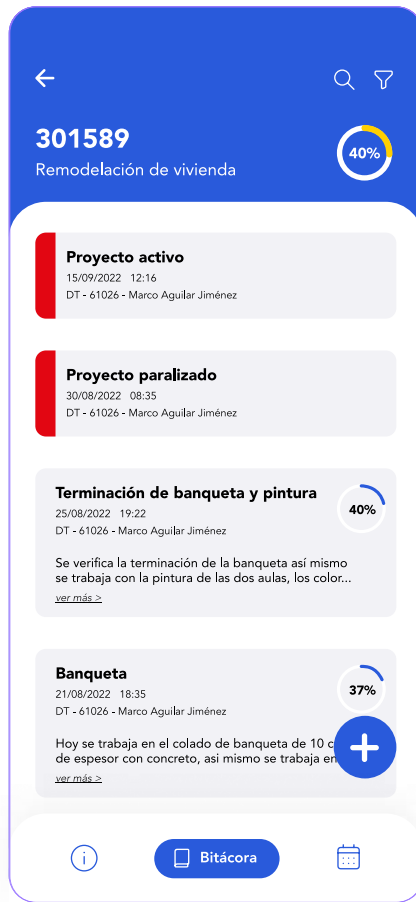 301589
Remodelación de vivienda
40%
Proyecto activo
15/09/2022 12:16
DT - 61026 - Marco Aguilar Jiménez
Proyecto paralizado
30/08/2022 08:35
DT - 61026 - Marco Aguilar Jiménez
Terminación de banqueta y pintura
25/08/2022 19:22
DT - 61026 - Marco Aguilar Jiménez
40%
Se verifica la terminación de la banqueta así mismo
se trabaja con la pintura de las dos aulas, los color...
ver más >
Banqueta
21/08/2022 18:35
DT - 61026 - Marco Aguilar Jiménez
37%
Hoy se trabaja en el colado de banqueta de 10
de espesor con concreto, asi mismo se trabaja
ver más >
Bitácora